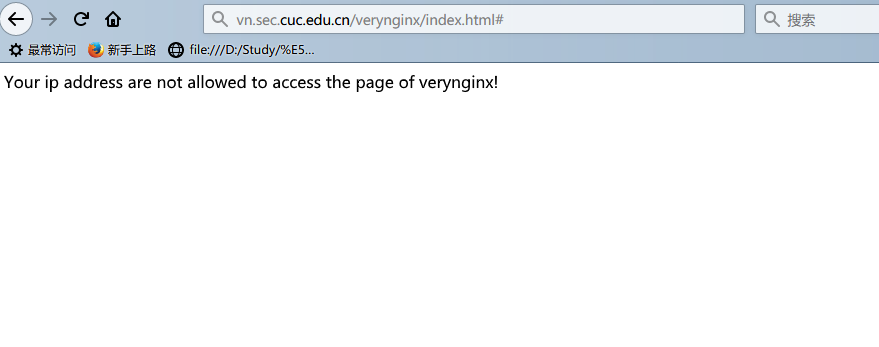 vn.sec.cuc.edu.cn/verynginx/index.html#
搜索
最常访问 新手上路 file:///D:/Study/%E5...
Your ip address are not allowed to access the page of verynginx!